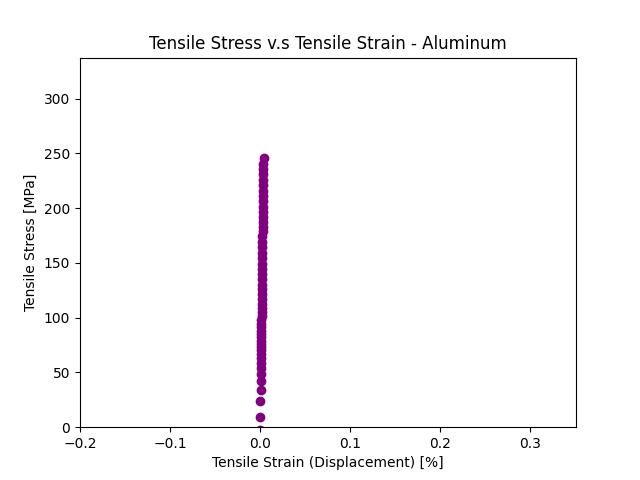 Tensile Stress v.s Tensile Strain - Aluminum
300
250
200
150
100
50
0
Tensile Stress [MPa]
−0.2 −0.1 0.0 0.1 0.2 0.3
Tensile Strain (Displacement) [%]